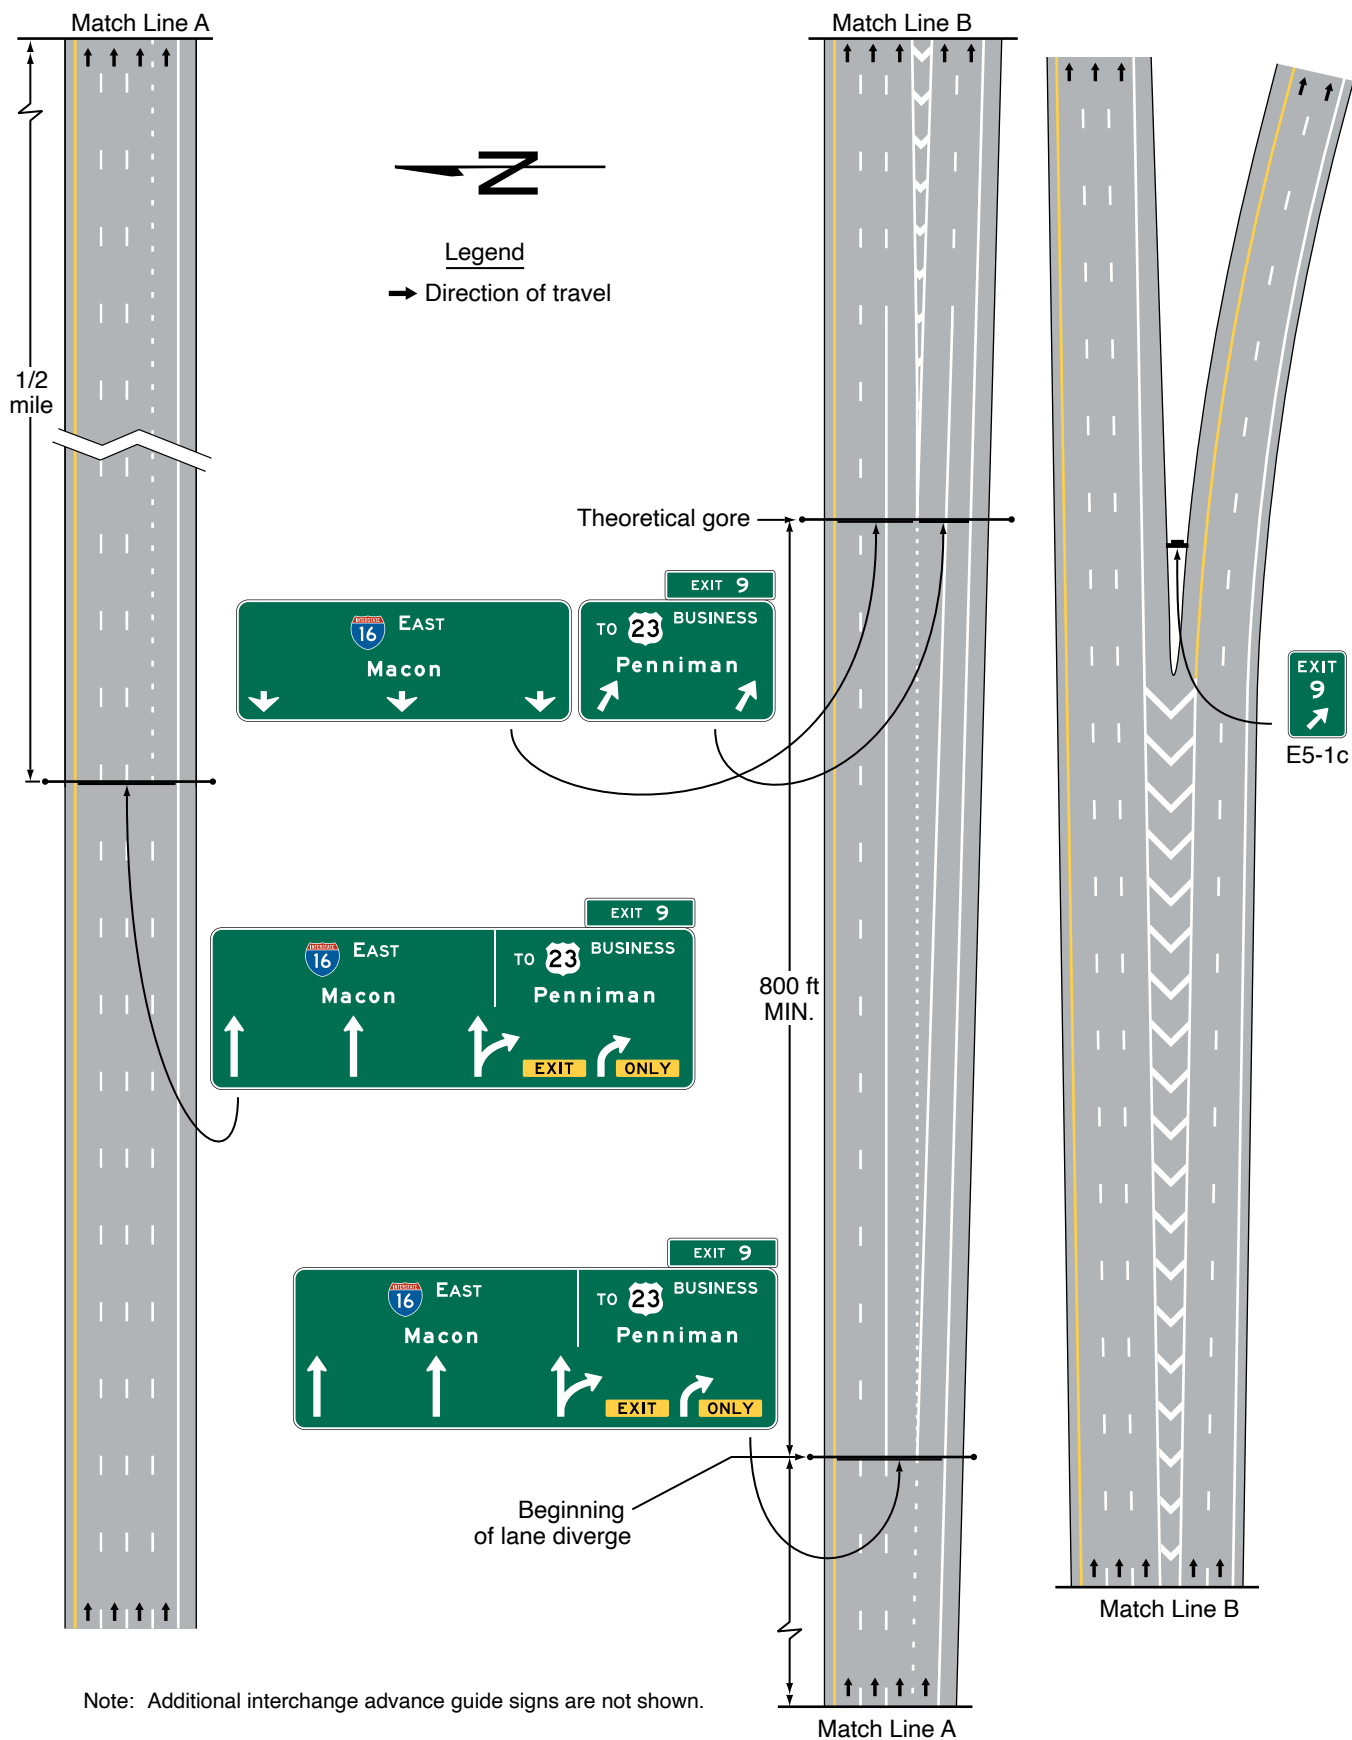 Match Line A
Match Line B
N
Legend
Direction of travel
1/2
mile
Theoretical gore
EXIT 9
INTERSTATE
16
EAST
Macon
TO 23 BUSINESS
Penniman
EXIT
9
E5-1c
EXIT 9
INTERSTATE
16
EAST
Macon
TO 23 BUSINESS
Penniman
EXIT ONLY
800 ft
MIN.
EXIT 9
INTERSTATE
16
EAST
Macon
TO 23 BUSINESS
Penniman
EXIT ONLY
Beginning
of lane diverge
Match Line B
Note: Additional interchange advance guide signs are not shown.
Match Line A